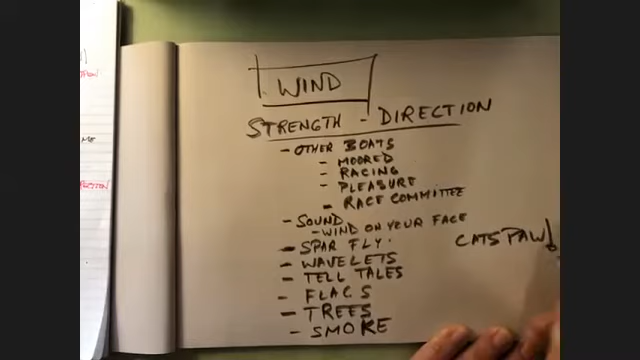 WIND
STRENGTH - DIRECTION
- OTHER BOATS
- MOORED
- RACING
- PLEASURE
- RACE COMMITTEE
- SOUND
- WIND ON YOUR FACE
- SPAR FLY.
- WAVELETS
- TELL TALES
- FLAGS
- TREES
- SMOKE
CATSPAW!